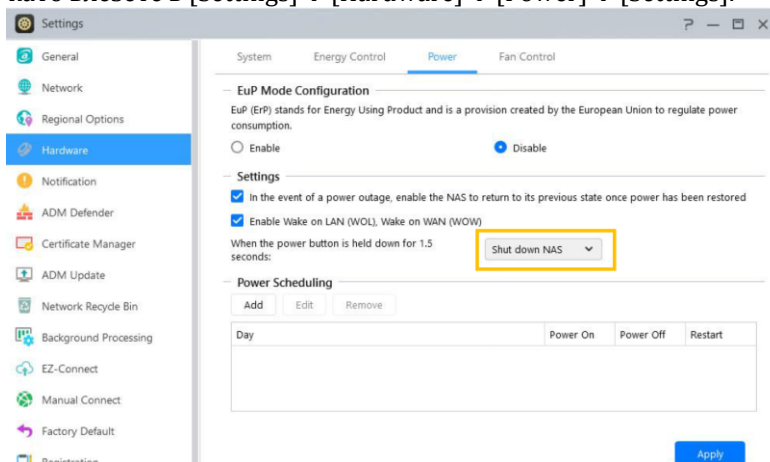 [Settings] → [Hardware] → [Power] → [Settings].
Settings
General
Network
Regional Options
Hardware
Notification
ADM Defender
Certificate Manager
ADM Update
Network Recycle Bin
Background Processing
EZ-Connect
Manual Connect
Factory Default
Registration
System Energy Control Power Fan Control
EuP Mode Configuration
EuP (ErP) stands for Energy Using Product and is a provision created by the European Union to regulate power
consumption.
Enable Disable
Settings
In the event of a power outage, enable the NAS to return to its previous state once power has been restored
Enable Wake on LAN (WOL), Wake on WAN (WOW)
When the power button is held down for 1.5
seconds:
Shut down NAS
Power Scheduling
Add Edit Remove
Day Power On Power Off Restart
Apply